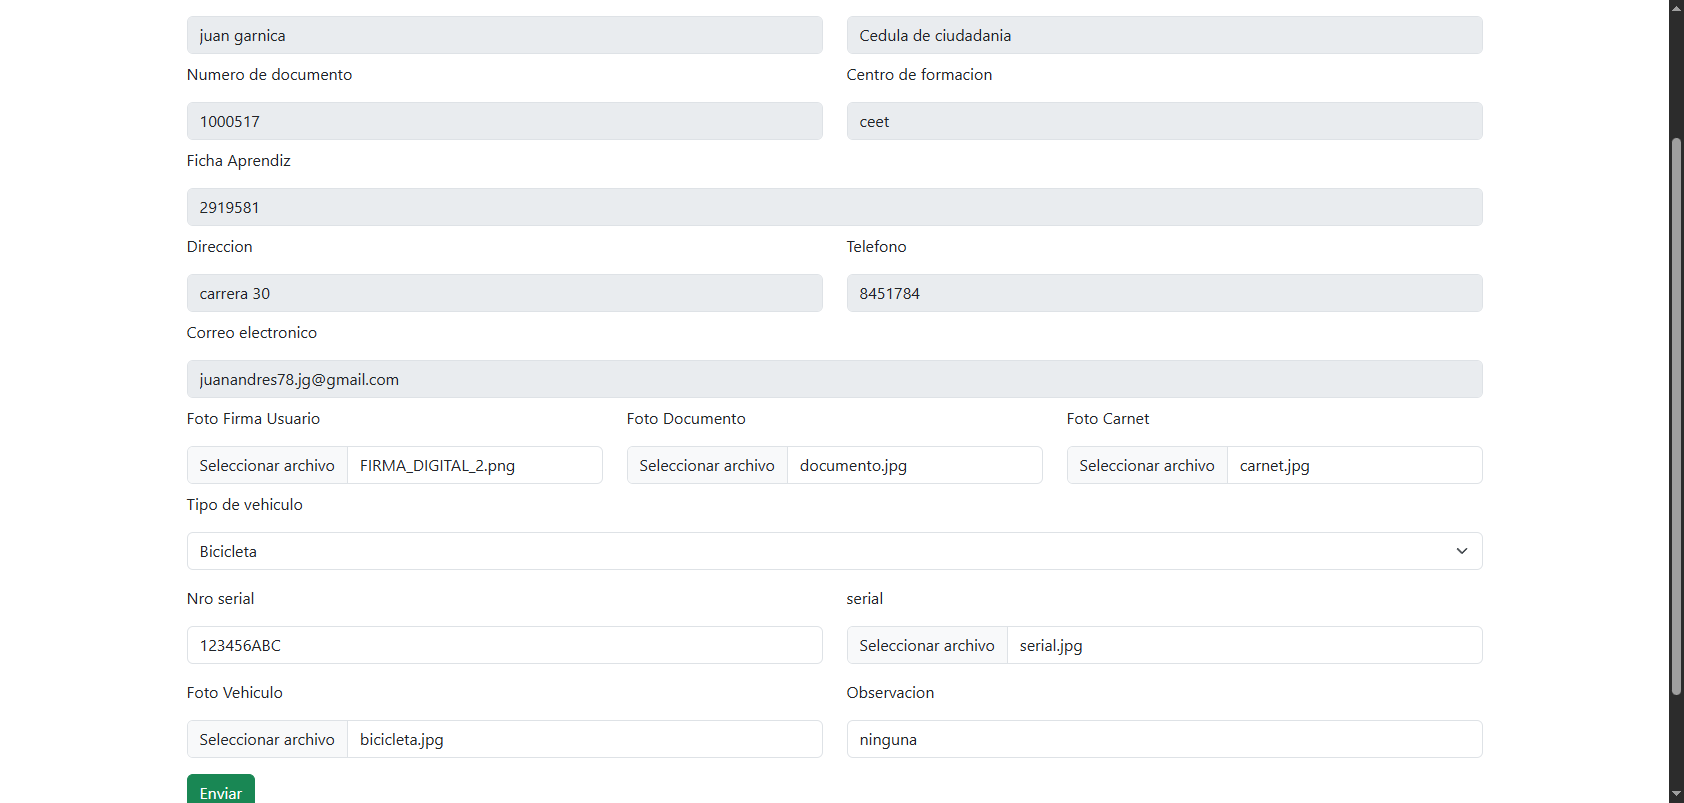 juan garnica Cedula de ciudadania
Numero de documento Centro de formacion
1000517 ceet
Ficha Aprendiz
2919581
Direccion Telefono
carrera 30 8451784
Correo electronico
juanandres78.jg@gmail.com
Foto Firma Usuario Foto Documento Foto Carnet
Seleccionar archivo FIRMA_DIGITAL_2.png Seleccionar archivo documento.jpg Seleccionar archivo carnet.jpg
Tipo de vehiculo
Bicicleta
Nro serial serial
123456ABC Seleccionar archivo serial.jpg
Foto Vehiculo Observacion
Seleccionar archivo bicicleta.jpg ninguna
Enviar